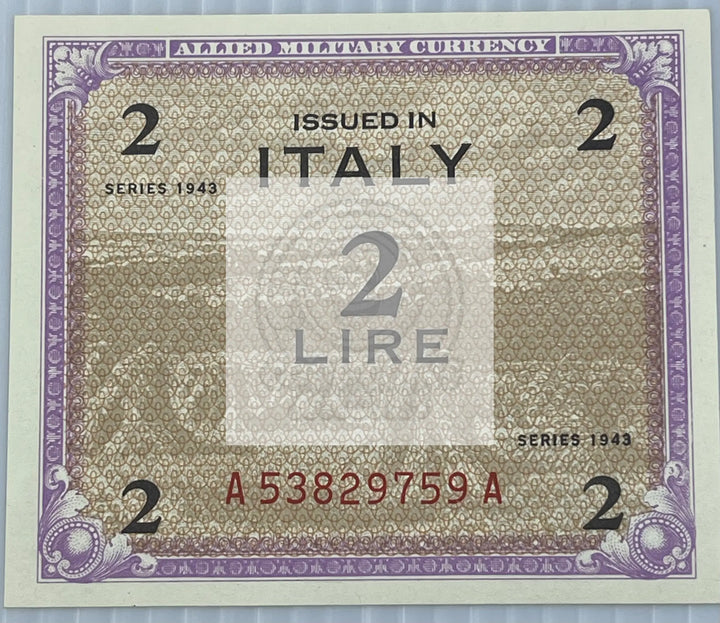 ALLIED MILITARY CURRENCY
2 ISSUED IN 2
ITALY
SERIES 1943
2
LIRE
SERIES 1943
A 53829759 A
2 2